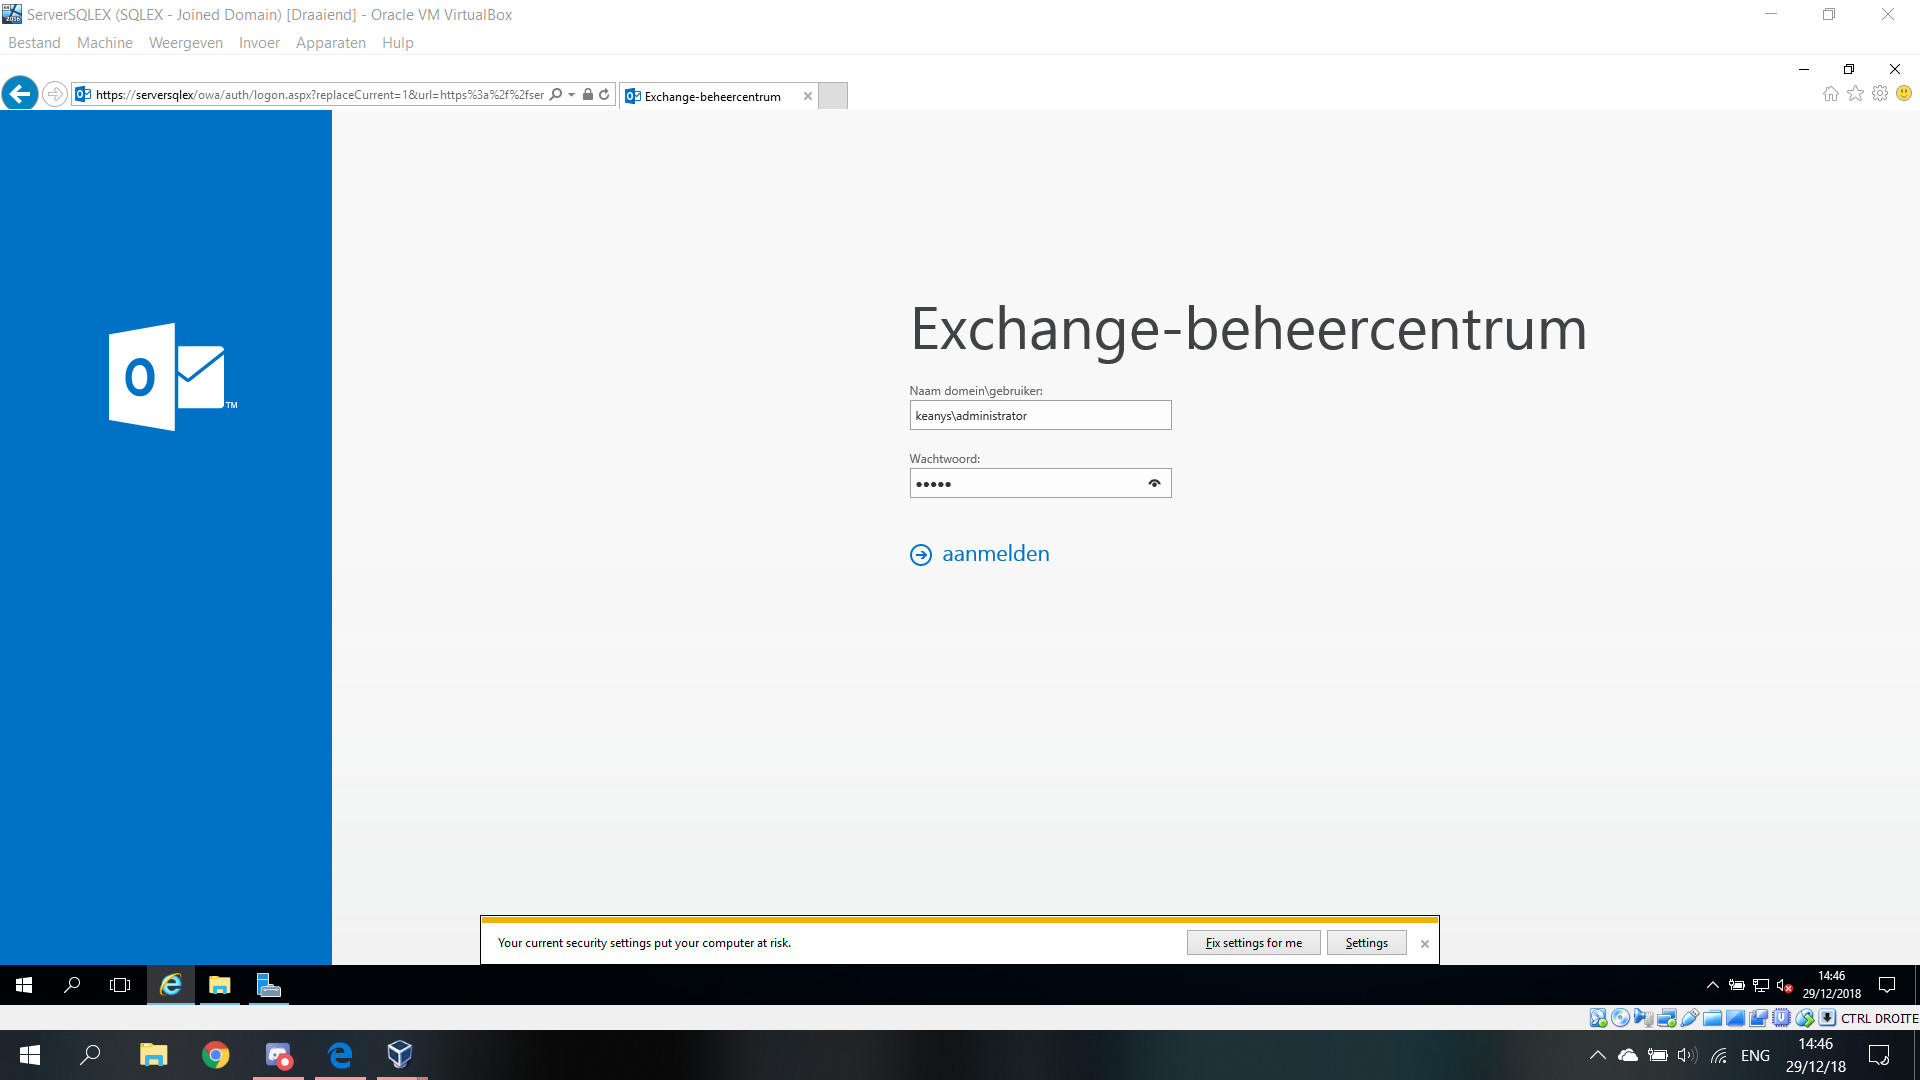 ServerSQLEX (SQLEX - Joined Domain) [Draaiend] - Oracle VM VirtualBox
Bestand Machine Weergeven Invoer Apparaten Hulp
https://serversqlex/owa/auth/logon.aspx?replaceCurrent=1&url=https%3a%2f%2fser
Exchange-beheercentrum
O
TM
Exchange-beheercentrum
Naam domein\gebruiker:
keanys\administrator
Wachtwoord:
•••••
aanmelden
Your current security settings put your computer at risk.
Fix settings for me
Settings
14:46
29/12/2018
CTRL DROITE
ENG
14:46
29/12/18